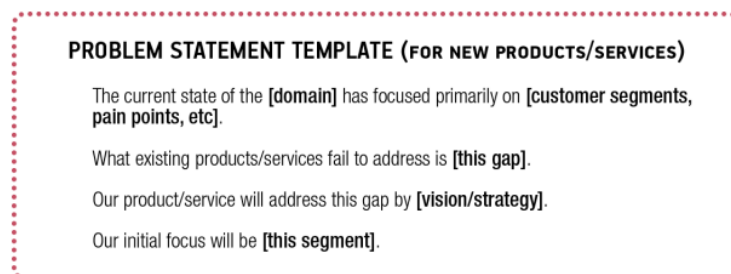 PROBLEM STATEMENT TEMPLATE (FOR NEW PRODUCTS/SERVICES)
The current state of the [domain] has focused primarily on [customer segments,
pain points, etc].
What existing products/services fail to address is [this gap].
Our product/service will address this gap by [vision/strategy].
Our initial focus will be [this segment].